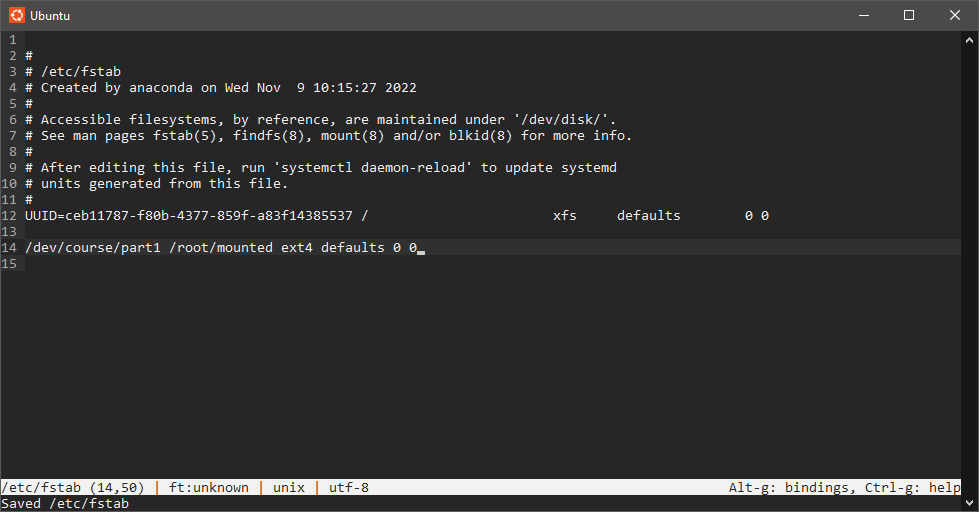 Ubuntu
1
2 #
3 # /etc/fstab
4 # Created by anaconda on Wed Nov  9 10:15:27 2022
5 #
6 # Accessible filesystems, by reference, are maintained under '/dev/disk/'.
7 # See man pages fstab(5), findfs(8), mount(8) and/or blkid(8) for more info.
8 #
9 # After editing this file, run 'systemctl daemon-reload' to update systemd
10 # units generated from this file.
11 #
12 UUID=ceb11787-f80b-4377-859f-a83f14385537 /                       xfs     defaults        0 0
13
14 /dev/course/part1 /root/mounted ext4 defaults 0 0
15
/etc/fstab (14,50) | ft:unknown | unix | utf-8                                             Alt-g: bindings, Ctrl-g: help
Saved /etc/fstab